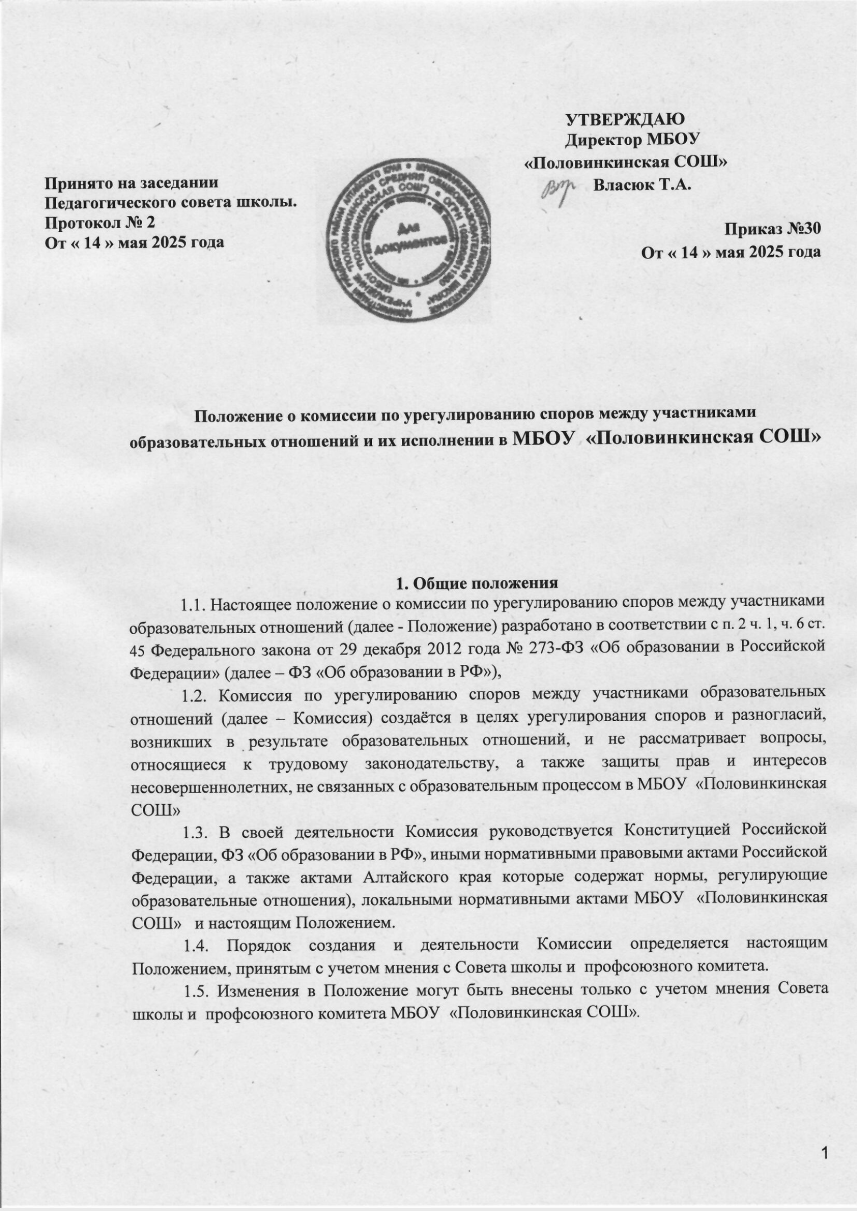 УТВЕРЖДАЮ
Директор МБОУ
«Половинкинская СОШ»
Власюк Т.А.
Приказ №30
От « 14 » мая 2025 года
Принято на заседании
Педагогического совета школы.
Протокол № 2
От « 14 » мая 2025 года
Для
документов
Положение о комиссии по урегулированию споров между участниками
образовательных отношений и их исполнении в МБОУ «Половинкинская СОШ»
1. Общие положения
1.1. Настоящее положение о комиссии по урегулированию споров между участниками
образовательных отношений (далее - Положение) разработано в соответствии с п. 2 ч. 1, ч. 6 ст.
45 Федерального закона от 29 декабря 2012 года № 273-ФЗ «Об образовании в Российской
Федерации» (далее – ФЗ «Об образовании в РФ»),
1.2. Комиссия по урегулированию споров между участниками образовательных
отношений (далее – Комиссия) создаётся в целях урегулирования споров и разногласий,
возникших в результате образовательных отношений, и не рассматривает вопросы,
относящиеся к трудовому законодательству, а также защиты прав и интересов
несовершеннолетних, не связанных с образовательным процессом в МБОУ «Половинкинская
СОШ»
1.3. В своей деятельности Комиссия руководствуется Конституцией Российской
Федерации, ФЗ «Об образовании в РФ», иными нормативными правовыми актами Российской
Федерации, а также актами Алтайского края которые содержат нормы, регулирующие
образовательные отношения), локальными нормативными актами МБОУ «Половинкинская
СОШ» и настоящим Положением.
1.4. Порядок создания и деятельности Комиссии определяется настоящим
Положением, принятым с учетом мнения с Совета школы и профсоюзного комитета.
1.5. Изменения в Положение могут быть внесены только с учетом мнения Совета
школы и профсоюзного комитета МБОУ «Половинкинская СОШ».
1